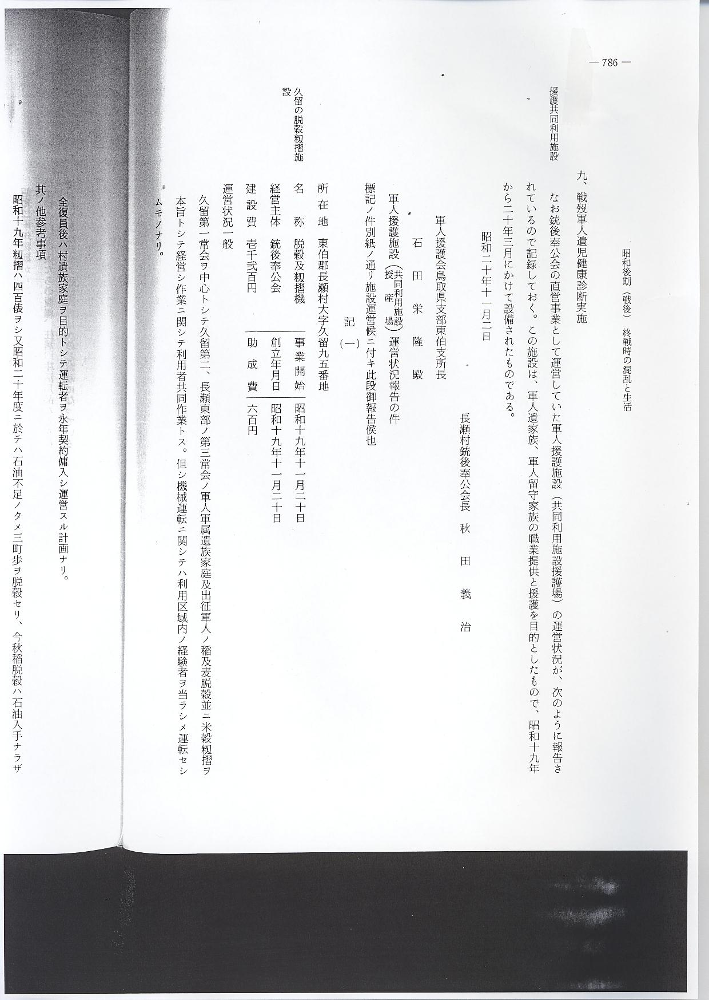 ― 786 ―
昭和後期（戦後） 終戦時の混乱と生活
九、戦歿軍人遺児健康診断実施
援護共同利用施設
なお銃後奉公会の直営事業として運営していた軍人援護施設（共同利用施設援護場）の運営状況が、次のように報告さ
れているので記録しておく。この施設は、軍人遺家族、軍人留守家族の職業提供と援護を目的としたもので、昭和十九年
から二十年三月にかけて設備されたものである。
昭和二十年十一月二日
長瀬村銃後奉公会長 秋田義治
軍人援護会鳥取県支部東伯支所長
石田栄隆殿
軍人援護施設（共同利用施設 授産場）運営状況報告の件
標記ノ件別紙ノ通リ施設運営候ニ付キ此段御報告候也
記（一）
所在地 東伯郡長瀬村大字久留九五番地
久留の脱穀籾摺施
設
名称 脱穀及籾摺機 事業開始 昭和十九年十一月二十日
経営主体 銃後奉公会 創立年月日 昭和十九年十一月二十日
建設費 壱千弐百円 助成費 六百円
運営状況一般
久留第一常会ヲ中心トシテ久留第二、長瀬東部ノ第三常会ノ軍人軍属遺族家庭及出征軍人ノ稲及麦脱穀並ニ米穀籾摺ヲ
本旨トシテ経営シ作業ニ関シテ利用者共同作業トス。但シ機械運転ニ関シテハ利用区域内ノ経験者ヲ当ラシメ運転セシ
ムモノナリ。
全復員後ハ村遺族家庭ヲ目的トシテ運転者ヲ永年契約傭入シ運営スル計画ナリ。
其ノ他参考事項
昭和十九年籾摺ハ四百俵ヲシ又昭和二十年度ニ於テハ石油不足ノタメ三町歩ヲ脱穀セリ、今秋稲脱穀ハ石油入手ナラザ